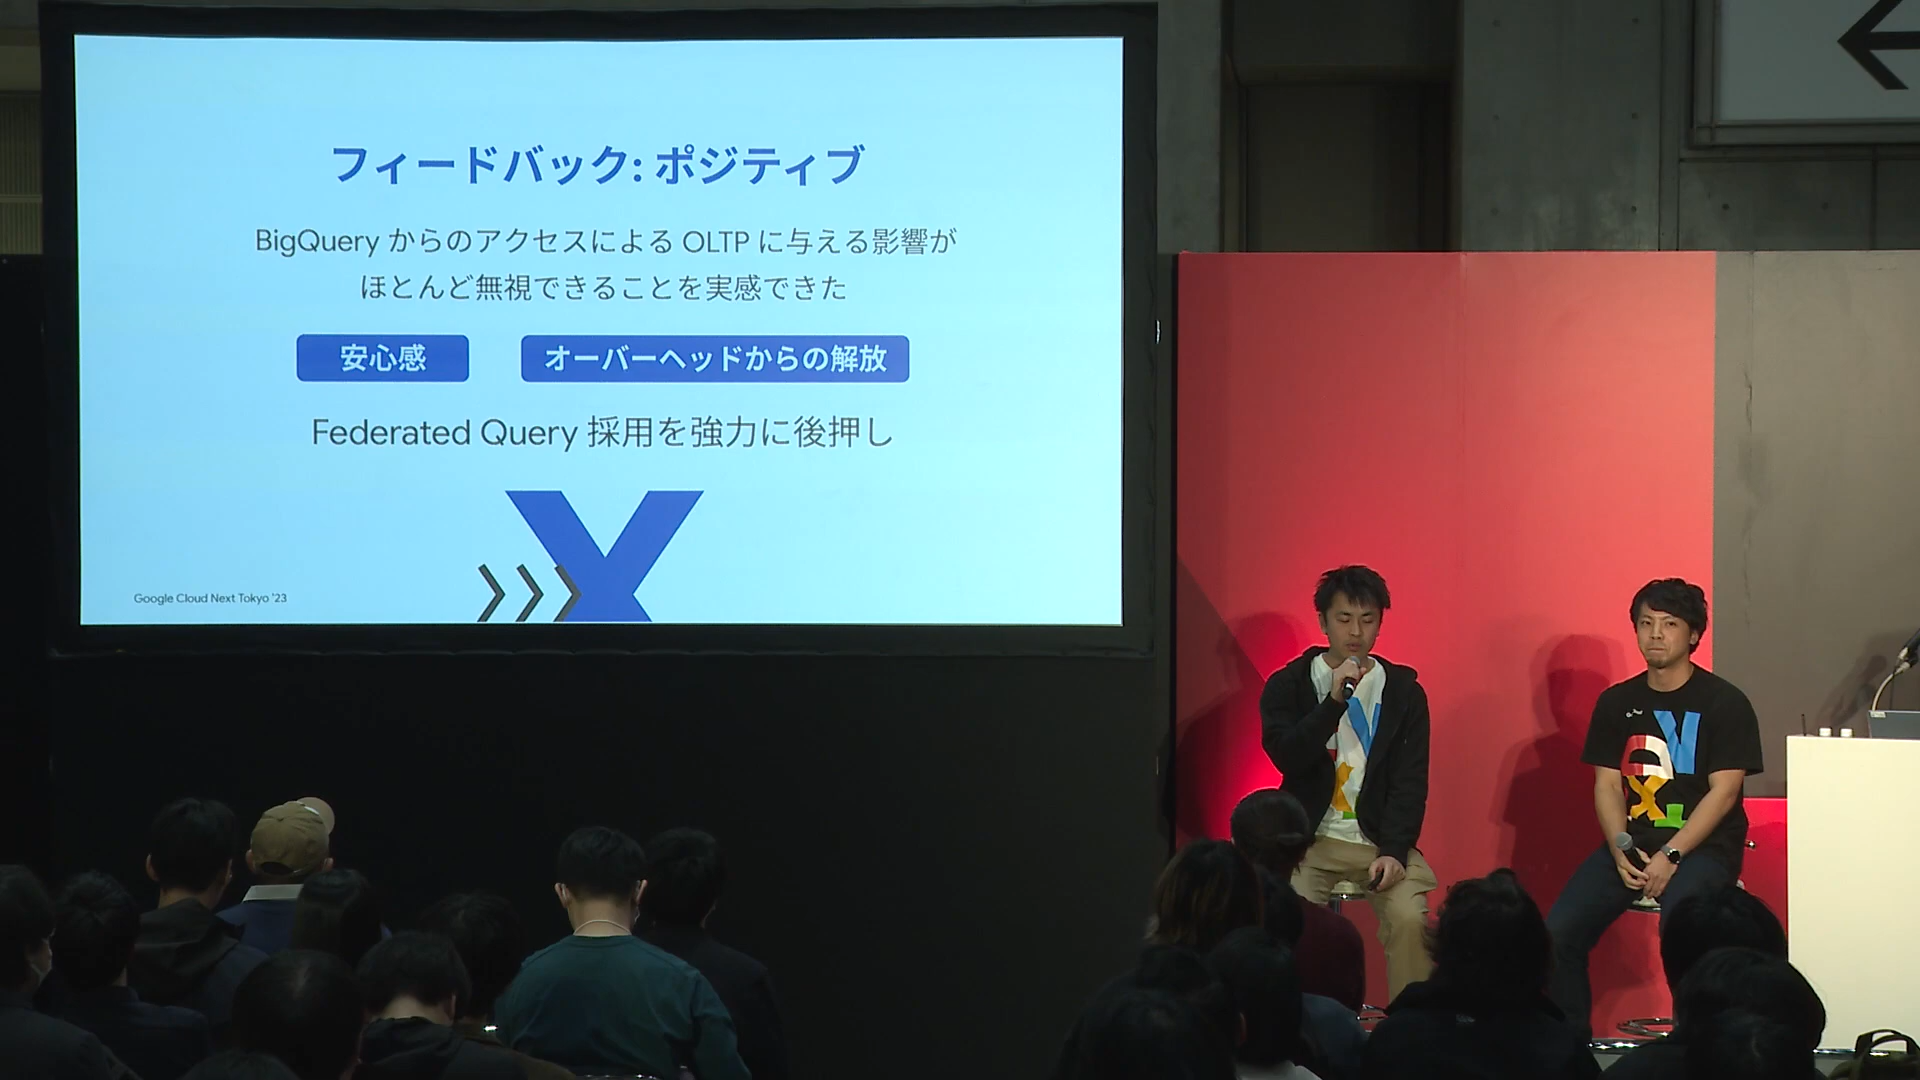 フィードバック: ポジティブ
BigQuery からのアクセスによる OLTP に与える影響が
ほとんど無視できることを実感できた
安心感
オーバーヘッドからの解放
Federated Query 採用を強力に後押し
Google Cloud Next Tokyo '23